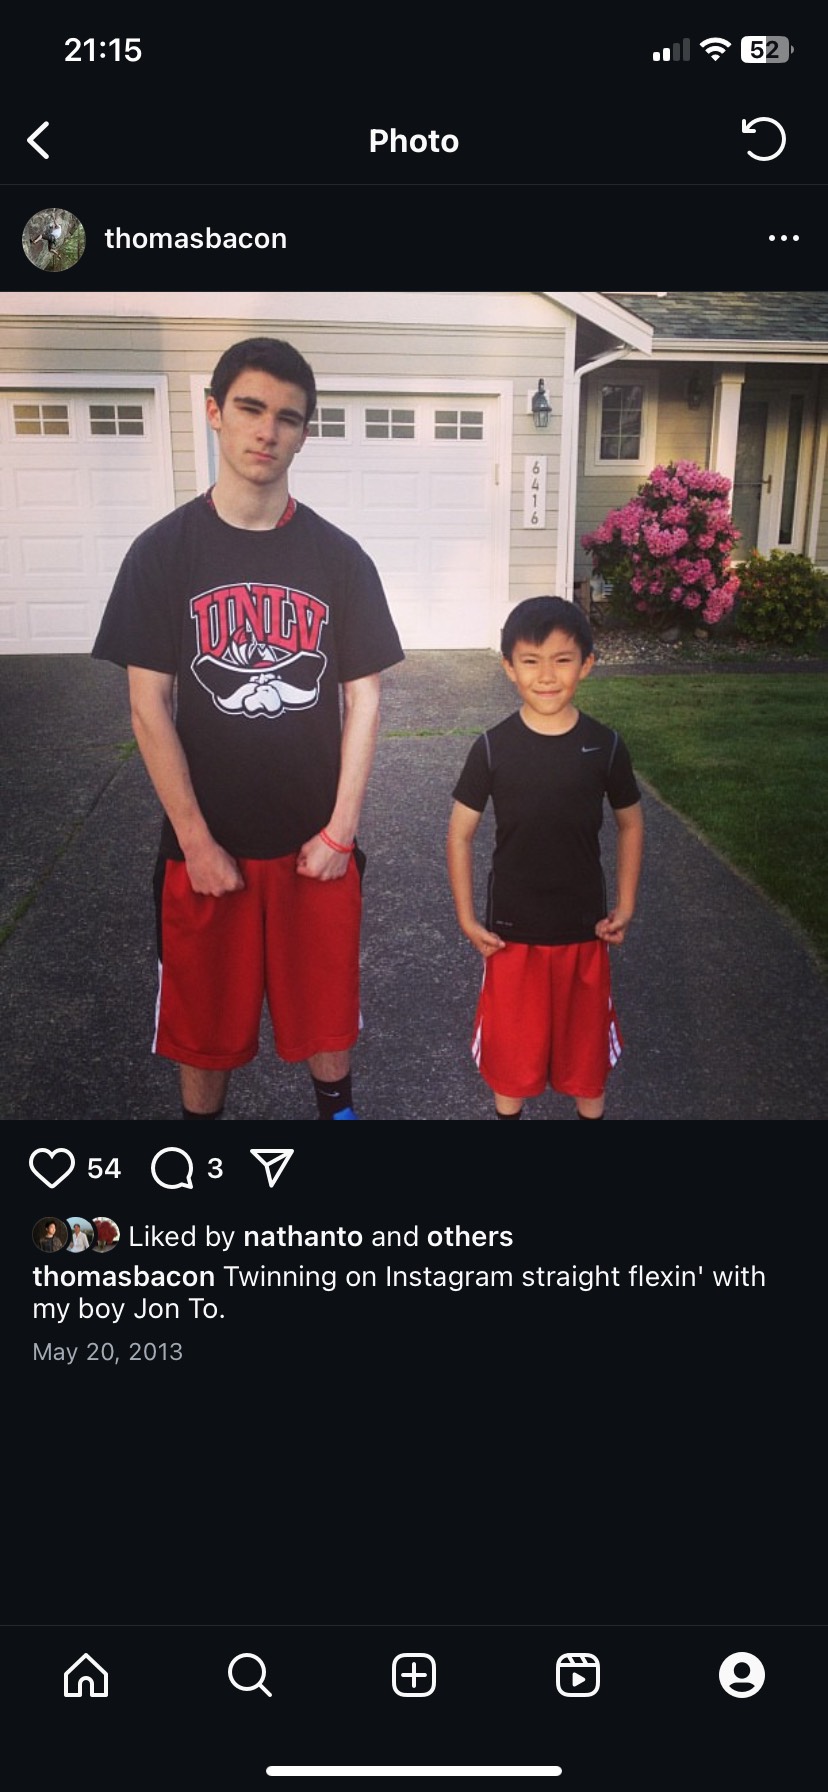 21:15
52
Photo
thomasbacon
6416
UNLV
54
3
Liked by nathanto and others
thomasbacon Twinning on Instagram straight flexin' with
my boy Jon To.
May 20, 2013